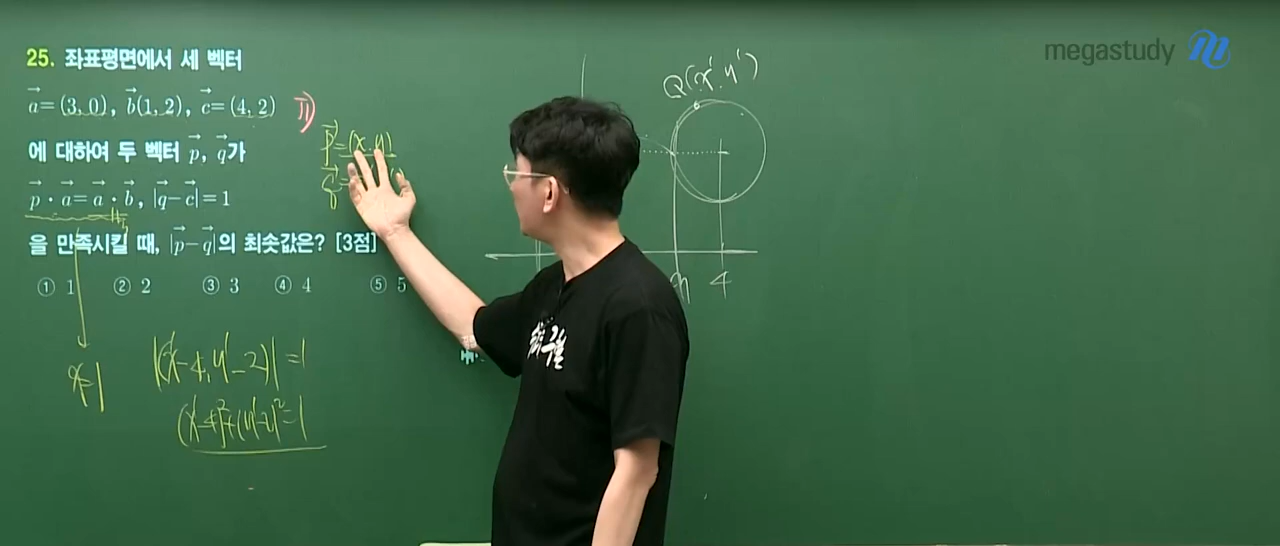 megastudy
25. 좌표평면에서 세 벡터
a⃗=(3, 0), b⃗(1, 2), c⃗=(4, 2)
에 대하여 두 벡터 p⃗, q⃗가
p⃗·a⃗=a⃗·b⃗, |q⃗-c⃗|=1
을 만족시킬 때, |p⃗-q⃗|의 최솟값은? [3점]
① 1 ② 2 ③ 3 ④ 4 ⑤ 5
p⃗=(x, y)
q⃗=
x=1
|(x'-4, y'-2)|=1
(x'-4)²+(y'-2)²=1
Q(x', y')
4